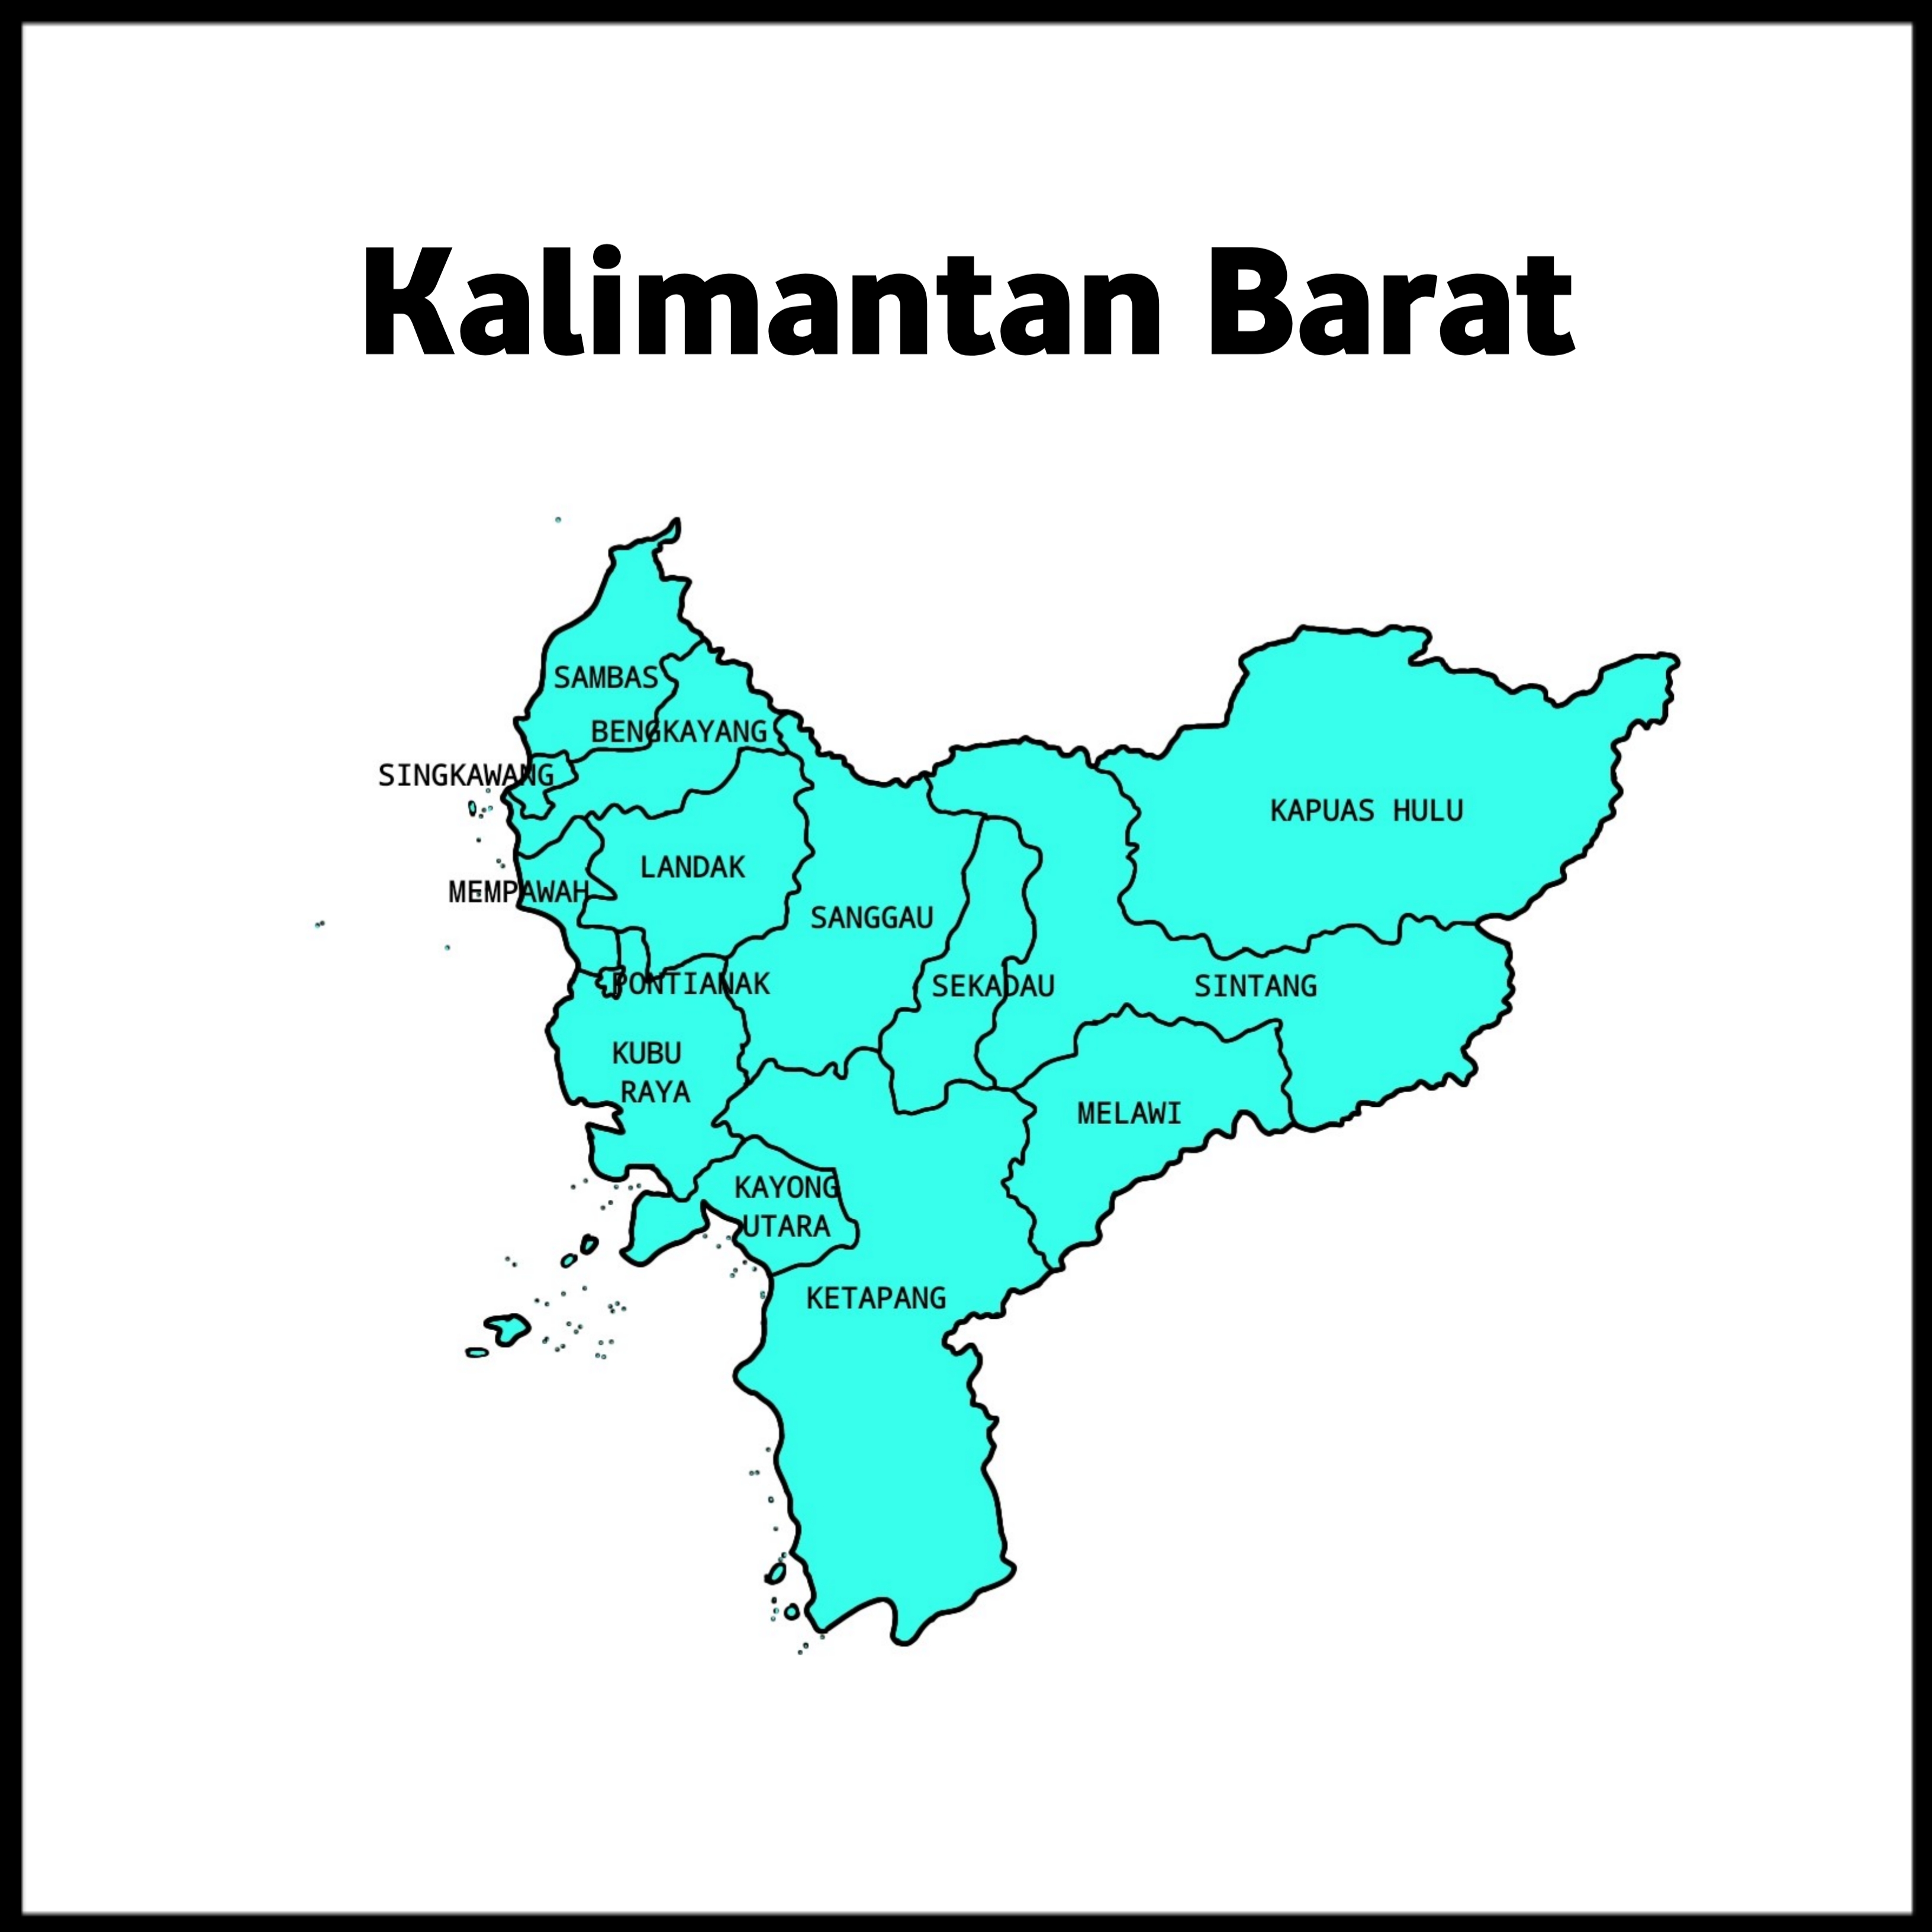 Kalimantan Barat
SAMBAS
BENGKAYANG
SINGKAWANG
KAPUAS HULU
LANDAK
MEMPAWAH
SANGGAU
PONTIANAK
SEKADAU
SINTANG
KUBU
RAYA
MELAWI
KAYONG
UTARA
KETAPANG